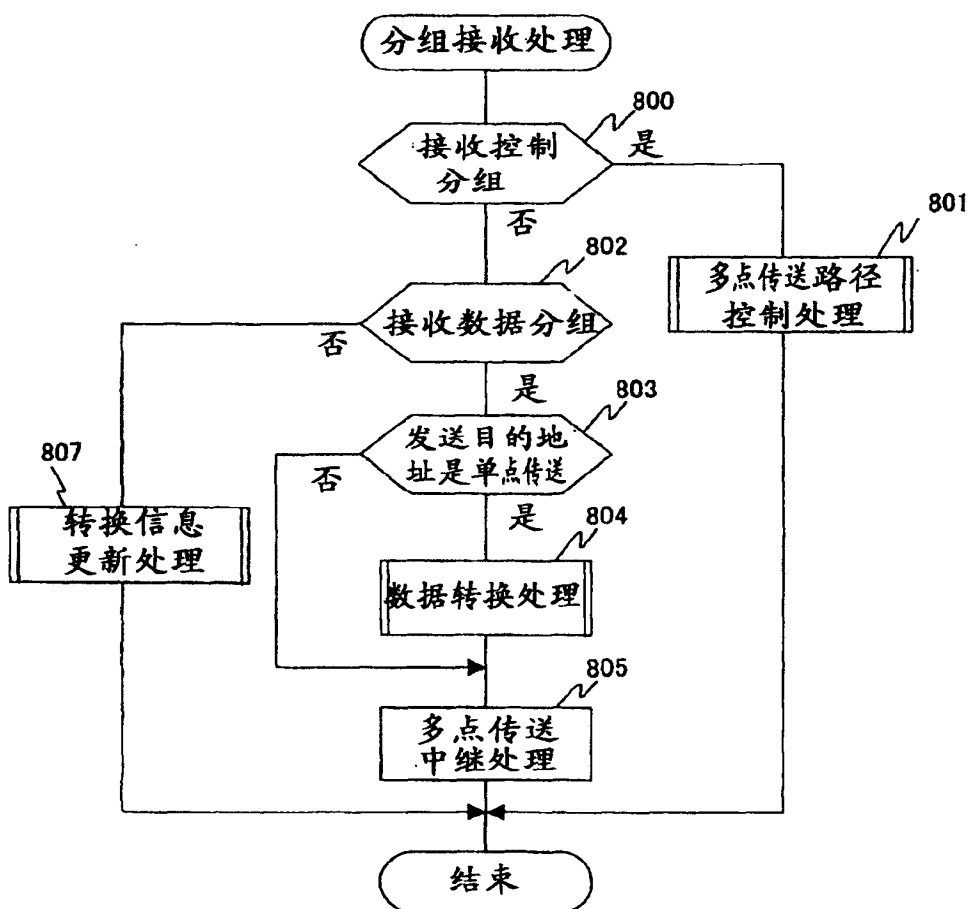 分组接收处理
800
接收控制
分组
是
否
801
多点传送路径
控制处理
802
接收数据分组
否
是
803
发送目的地
址是单点传送
否
是
807
转换信息
更新处理
804
数据转换处理
805
多点传送
中继处理
结束